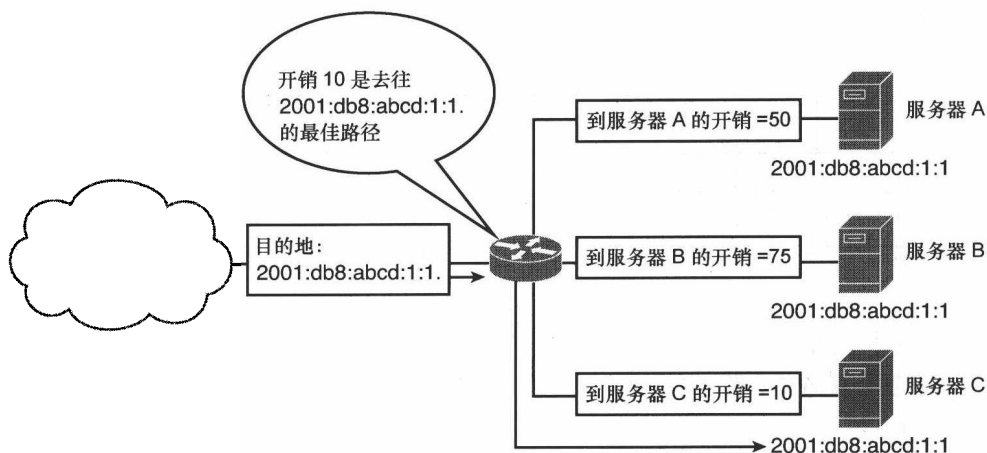 开销 10 是去往
2001:db8:abcd:1:1.
的最佳路径
目的地：
2001:db8:abcd:1:1.
到服务器 A 的开销 =50
服务器 A
2001:db8:abcd:1:1
到服务器 B 的开销 =75
服务器 B
2001:db8:abcd:1:1
到服务器 C 的开销 =10
服务器 C
2001:db8:abcd:1:1